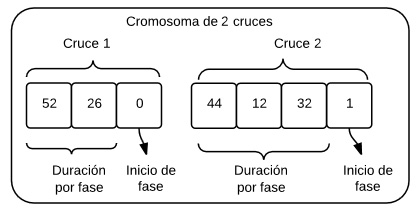 Cromosoma de 2 cruces
Cruce 1
Cruce 2
52 26 0
44 12 32 1
Duración por fase
Inicio de fase
Duración por fase
Inicio de fase